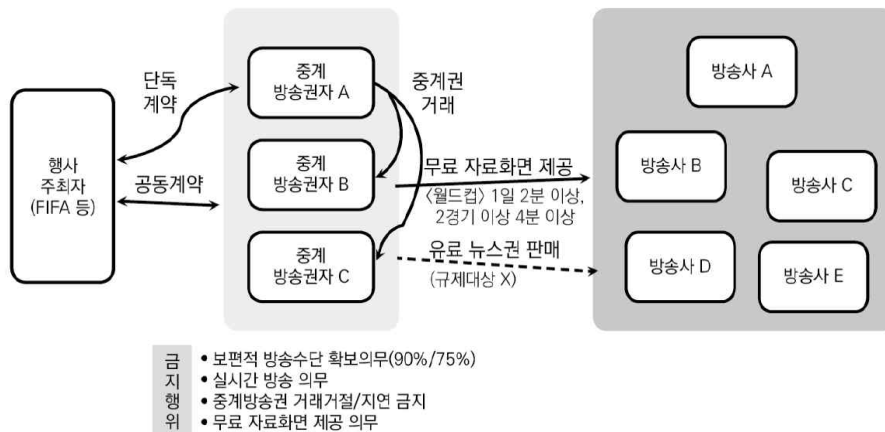 행사
주최자
(FIFA 등)
단독
계약
공동계약
중계
방송권자 A
중계
방송권자 B
중계
방송권자 C
중계권
거래
무료 자료화면 제공
〈월드컵〉 1일 2분 이상,
2경기 이상 4분 이상
유료 뉴스권 판매
(규제대상 X)
방송사 A
방송사 B
방송사 C
방송사 D
방송사 E
금
지
행
위
• 보편적 방송수단 확보의무(90%/75%)
• 실시간 방송 의무
• 중계방송권 거래거절/지연 금지
• 무료 자료화면 제공 의무